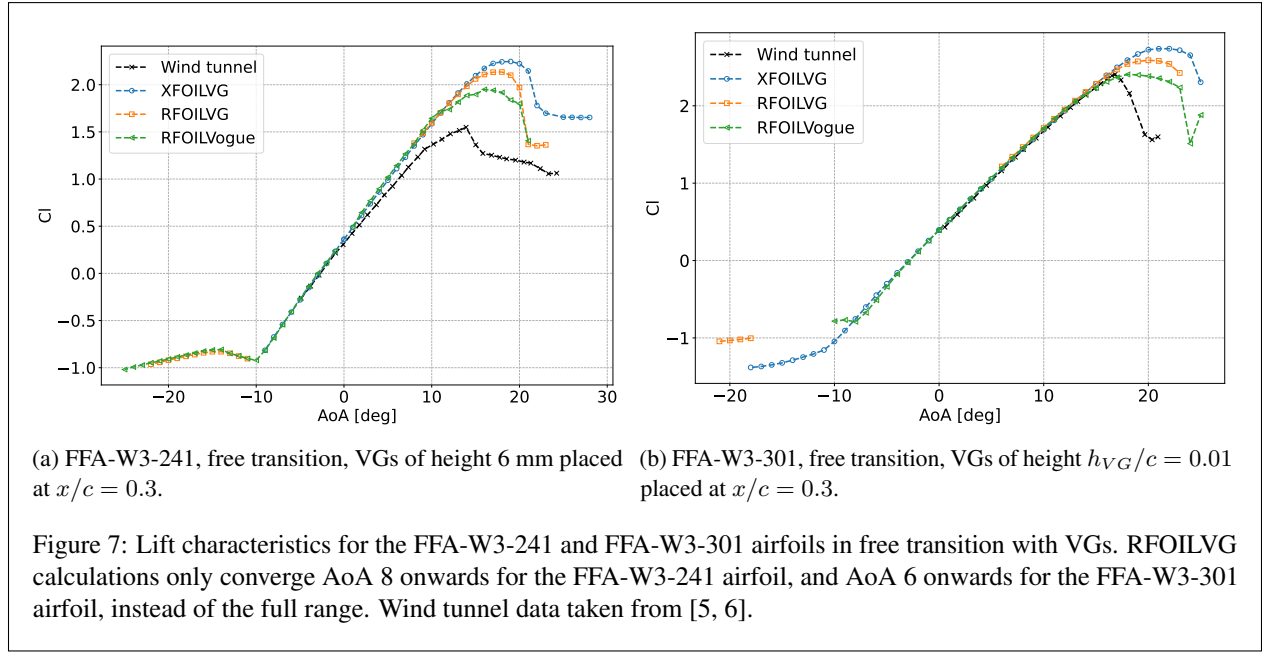 Wind tunnel
XFOILVG
RFOILVG
RFOILVogue
2.0
1.5
1.0
0.5
0.0
−0.5
−1.0
Cl
−20 −10 0 10 20 30
AoA [deg]
Wind tunnel
XFOILVG
RFOILVG
RFOILVogue
2
1
0
−1
Cl
−20 −10 0 10 20
AoA [deg]
(a) FFA-W3-241, free transition, VGs of height 6 mm placed
at x/c = 0.3.
(b) FFA-W3-301, free transition, VGs of height h_{VG}/c = 0.01
placed at x/c = 0.3.
Figure 7: Lift characteristics for the FFA-W3-241 and FFA-W3-301 airfoils in free transition with VGs. RFOILVG
calculations only converge AoA 8 onwards for the FFA-W3-241 airfoil, and AoA 6 onwards for the FFA-W3-301
airfoil, instead of the full range. Wind tunnel data taken from [5, 6].